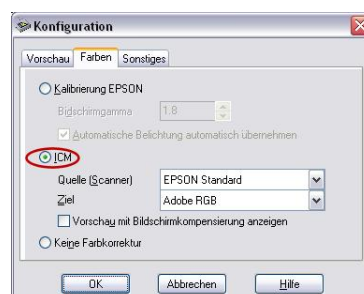 Konfiguration
Vorschau Farben Sonstiges
Kalibrierung EPSON
Bildschirmgamma 1.8
Automatische Belichtung automatisch übernehmen
ICM
Quelle (Scanner) EPSON Standard
Ziel Adobe RGB
Vorschau mit Bildschirmkompensierung anzeigen
Keine Farbkorrektur
OK Abbrechen Hilfe